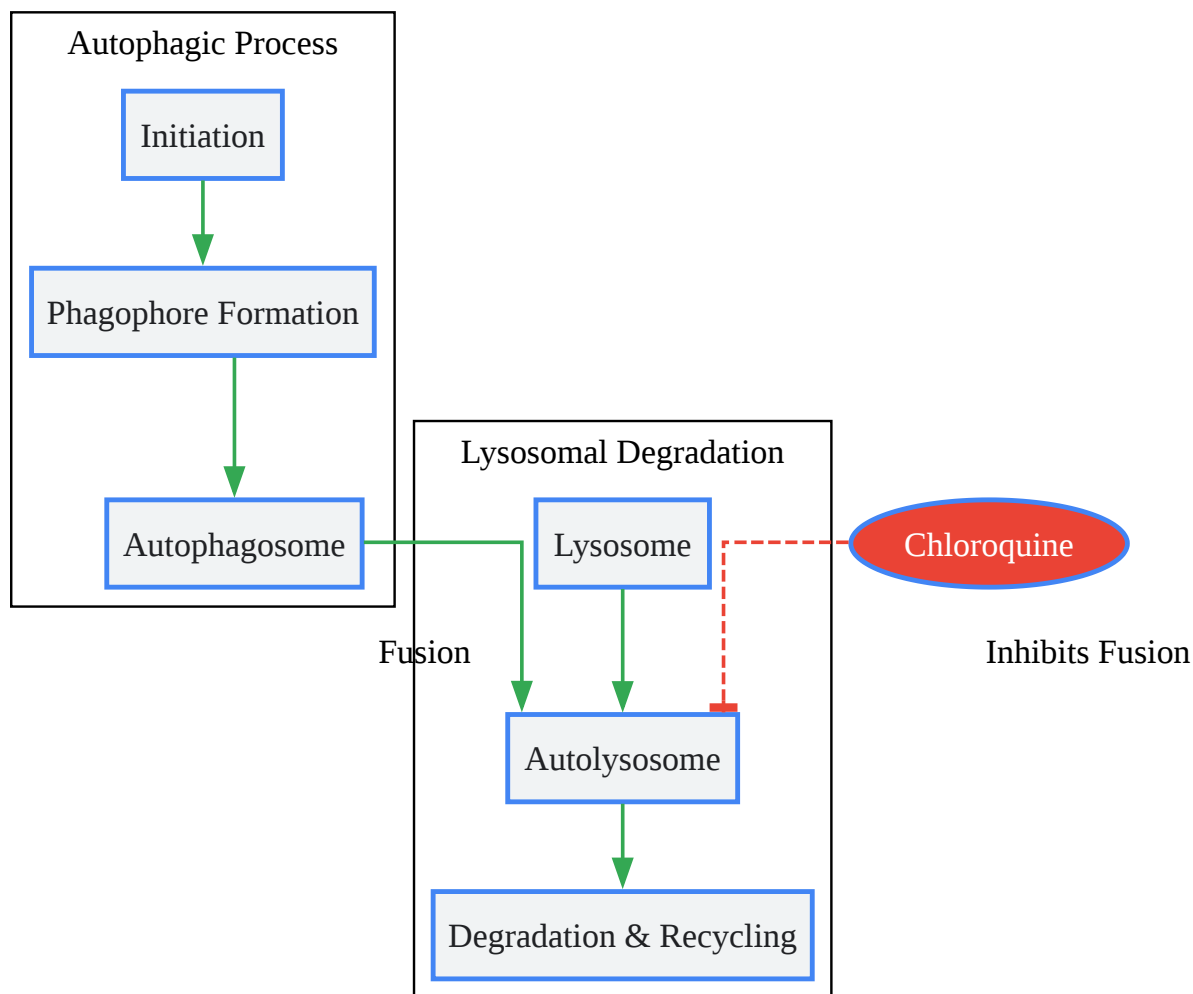 Autophagic Process
Initiation
Phagophore Formation
Autophagosome
Lysosomal Degradation
Lysosome
Chloroquine
Fusion
Inhibits Fusion
Autolysosome
Degradation & Recycling